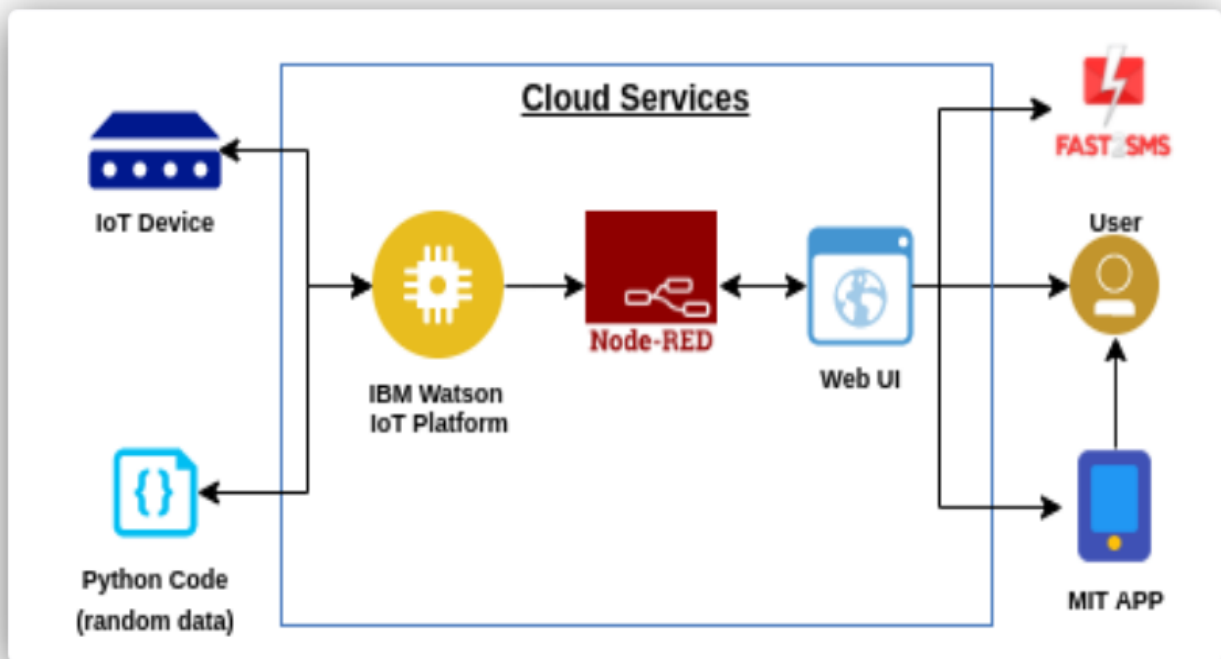 Cloud Services
FAST2SMS
IoT Device
User
Node-RED
Web UI
IBM Watson
IoT Platform
Python Code
(random data)
MIT APP
{}